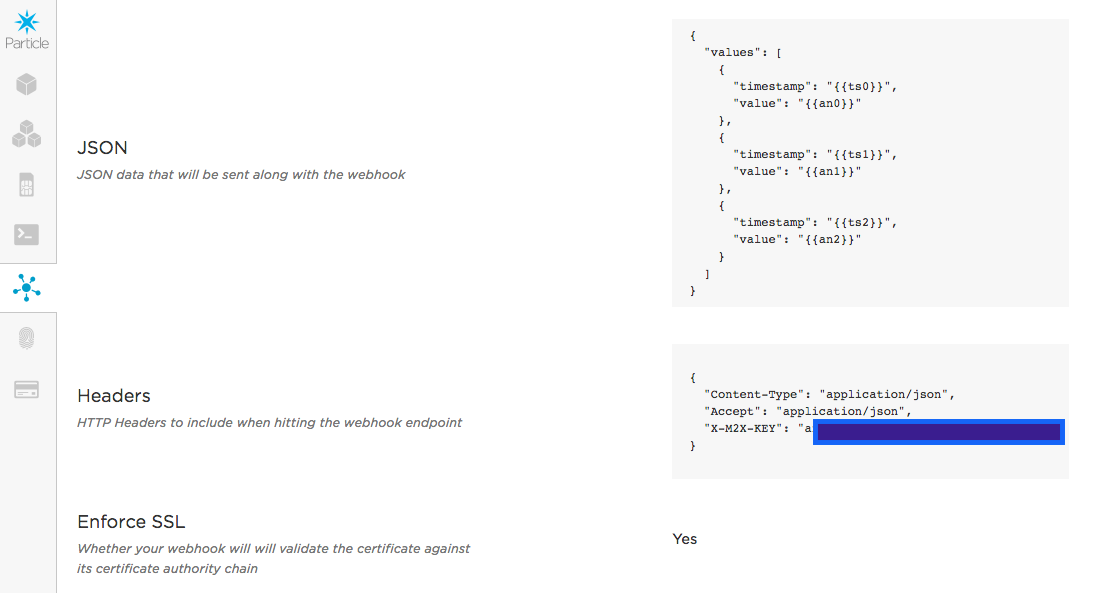 Particle
JSON
JSON data that will be sent along with the webhook
{
"values": [
{
"timestamp": "{{ts0}}",
"value": "{{an0}}"
},
{
"timestamp": "{{ts1}}",
"value": "{{an1}}"
},
{
"timestamp": "{{ts2}}",
"value": "{{an2}}"
}
]
}
Headers
HTTP Headers to include when hitting the webhook endpoint
{
"Content-Type": "application/json",
"Accept": "application/json",
"X-M2X-KEY": "a
}
Enforce SSL
Whether your webhook will will validate the certificate against
its certificate authority chain
Yes